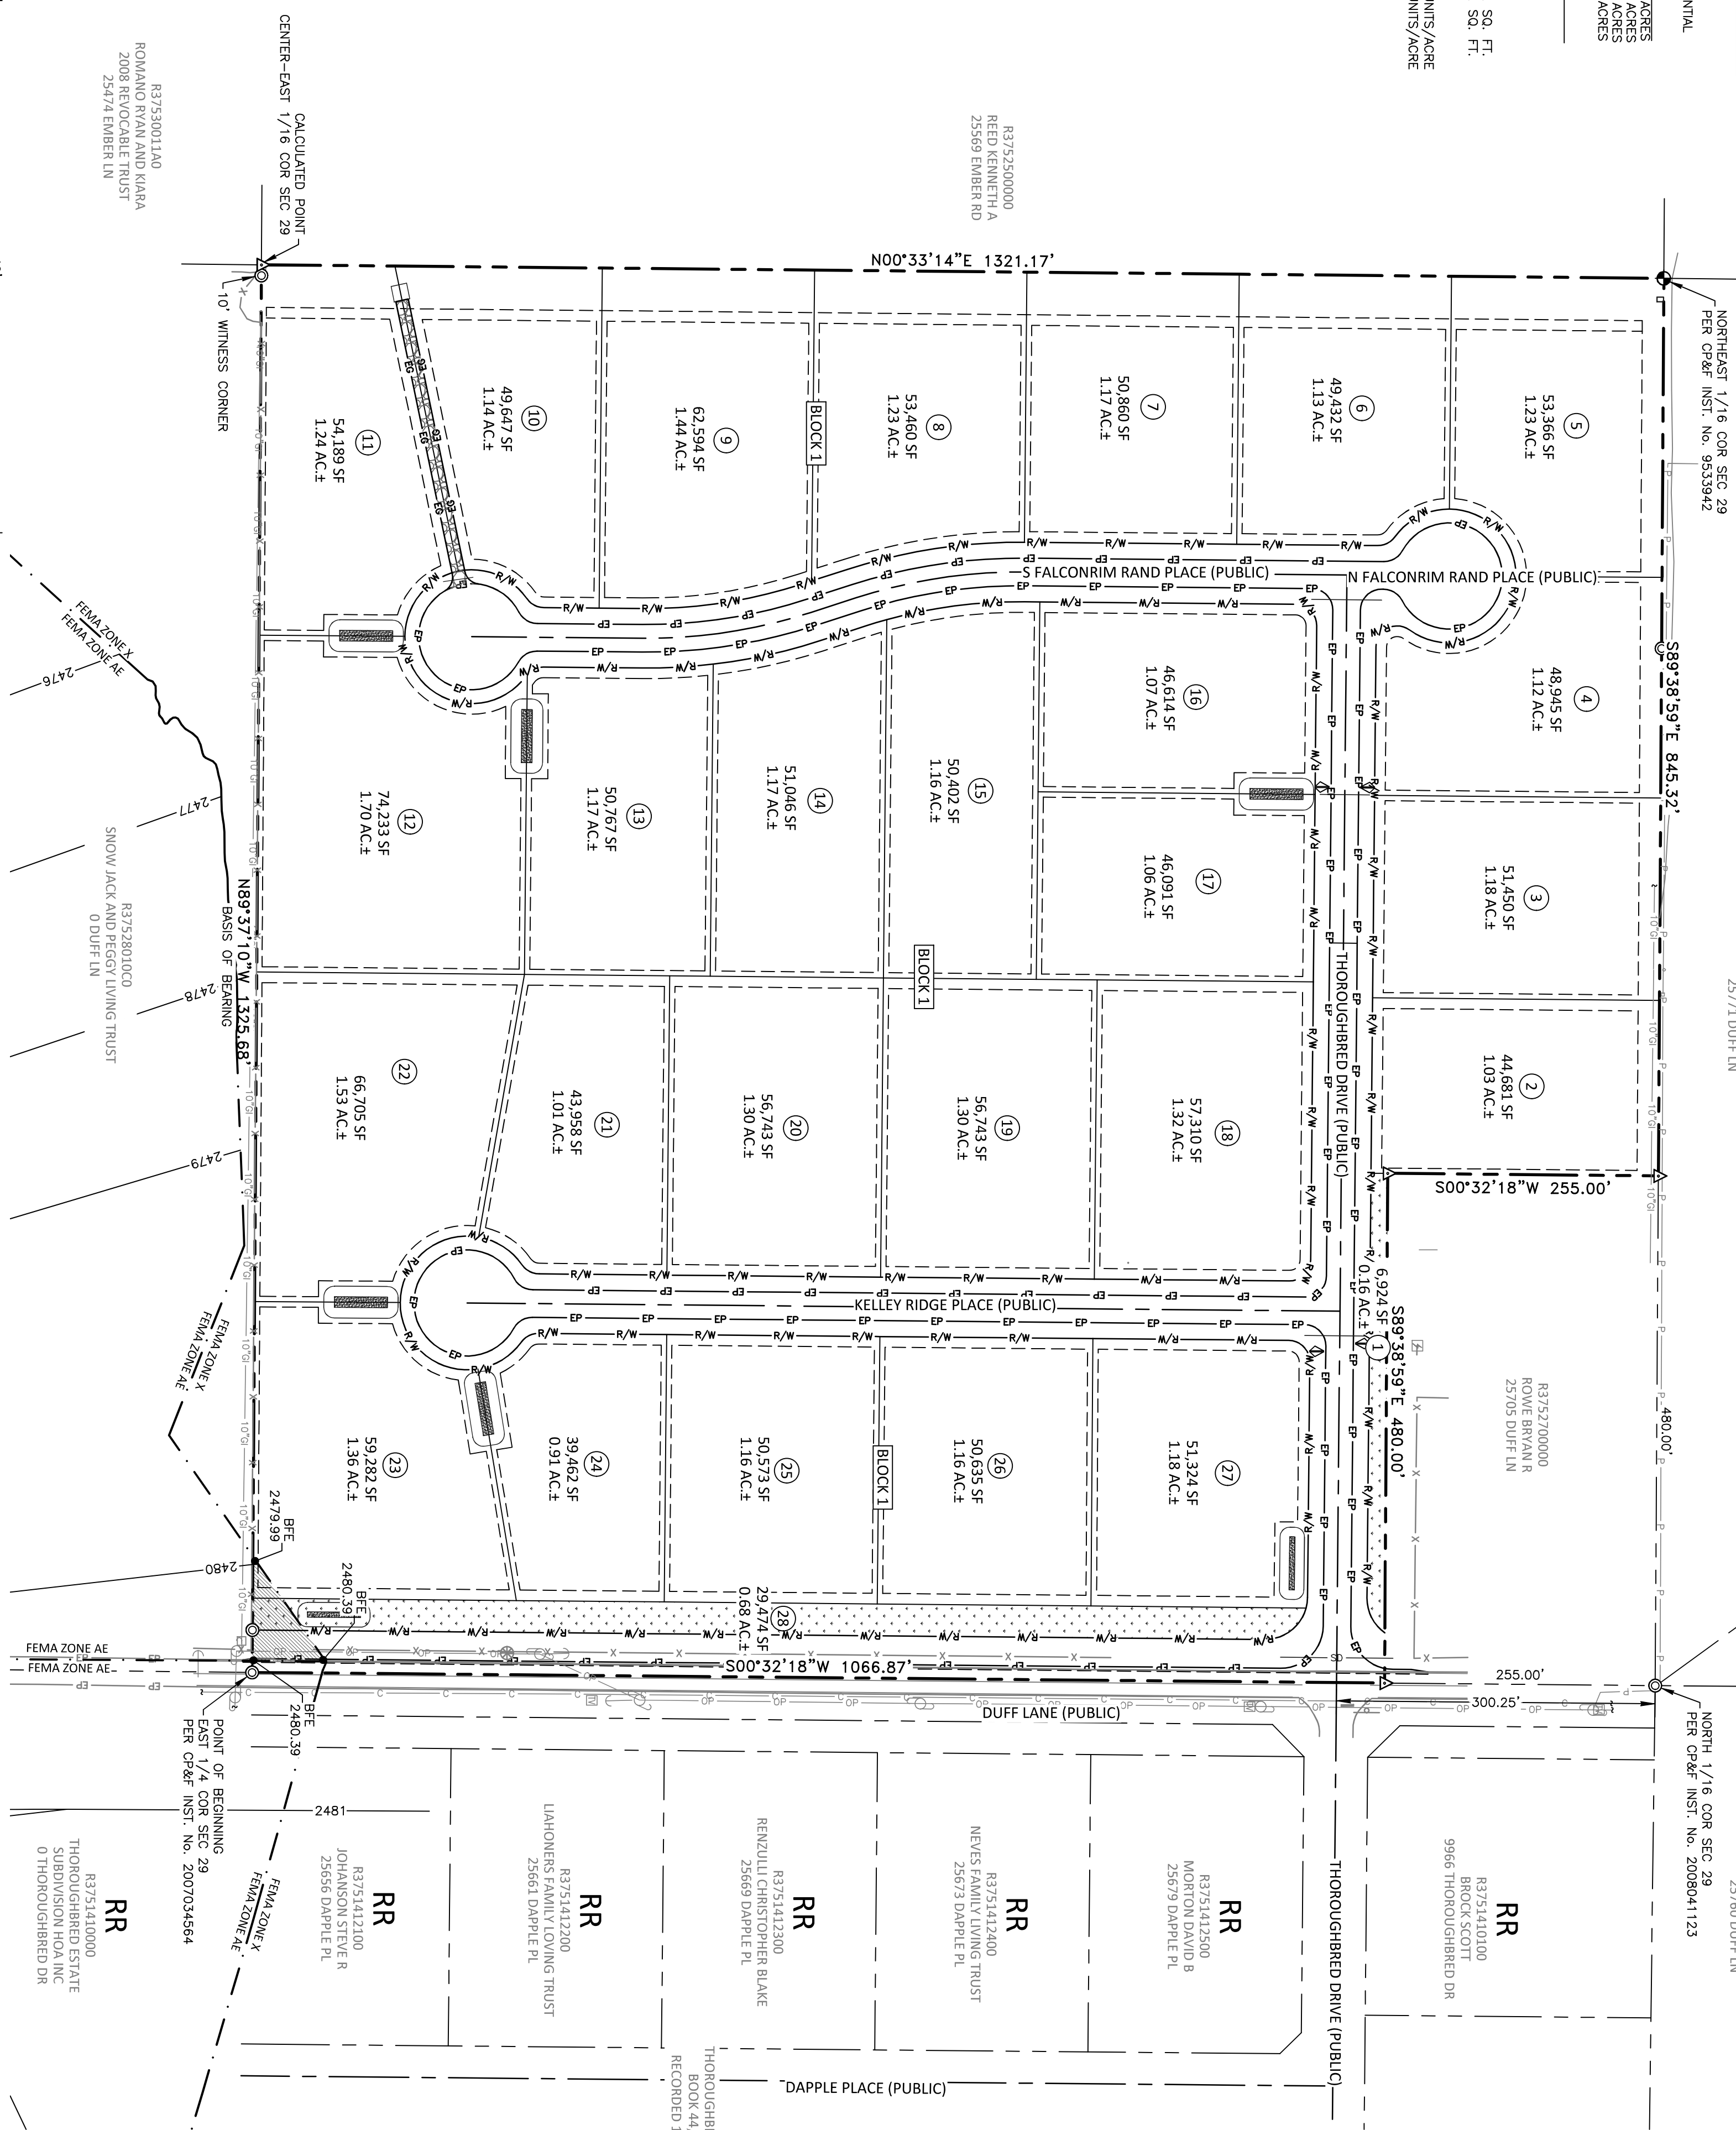 NTIAL
ACRES
ACRES
ACRES
SQ. FT.
SQ. FT.
UNITS/ACRE
UNITS/ACRE
NORTHEAST 1/16 COR SEC 29
PER CP&F INST. No. 9533942
S89°38'59"E 845.32'
25771 DUFF LN
480.00'
NORTH 1/16 COR SEC 29
PER CP&F INST. No. 2008041123
25780 DUFF LN
R3752500000
REED KENNETH A
25569 EMBER RD
N00°33'14"E 1321.17'
CALCULATED POINT
CENTER-EAST 1/16 COR SEC 29
10' WITNESS CORNER
R37530011A0
ROMANO RYAN AND KIARA
2008 REVOCABLE TRUST
25474 EMBER LN
5
53,366 SF
1.23 AC.±
4
48,945 SF
1.12 AC.±
3
51,450 SF
1.18 AC.±
2
44,681 SF
1.03 AC.±
S00°32'18"W 255.00'
R3752700000
ROWE BRYAN R
25705 DUFF LN
S89°38'59"E 480.00'
1
6,924 SF
0.16 AC.±
255.00'
300.25'
N FALCONRIM RAND PLACE (PUBLIC)
S FALCONRIM RAND PLACE (PUBLIC)
THOROUGHBRED DRIVE (PUBLIC)
KELLEY RIDGE PLACE (PUBLIC)
6
49,432 SF
1.13 AC.±
7
50,860 SF
1.17 AC.±
8
53,460 SF
1.23 AC.±
BLOCK 1
9
62,594 SF
1.44 AC.±
10
49,647 SF
1.14 AC.±
11
54,189 SF
1.24 AC.±
EG
EG
EG
EG
EG
EG
16
46,614 SF
1.07 AC.±
17
46,091 SF
1.06 AC.±
15
50,402 SF
1.16 AC.±
14
51,046 SF
1.17 AC.±
13
50,767 SF
1.17 AC.±
12
74,233 SF
1.70 AC.±
BLOCK 1
18
57,310 SF
1.32 AC.±
19
56,743 SF
1.30 AC.±
20
56,743 SF
1.30 AC.±
21
43,958 SF
1.01 AC.±
22
66,705 SF
1.53 AC.±
27
51,324 SF
1.18 AC.±
26
50,635 SF
1.16 AC.±
BLOCK 1
25
50,573 SF
1.16 AC.±
24
39,462 SF
0.91 AC.±
23
59,282 SF
1.36 AC.±
28
29,474 SF
0.68 AC.±
R/W
EP
S00°32'18"W 1066.87'
DUFF LANE (PUBLIC)
N89°37'10"W 1325.68'
BASIS OF BEARING
R37528010C0
SNOW JACK AND PEGGY LIVING TRUST
0 DUFF LN
FEMA ZONE X
FEMA ZONE AE
2476
2477
2478
2479
2480
2481
FEMA ZONE X
FEMA ZONE AE
BFE
2479.99
BFE
2480.39
BFE
2480.39
FEMA ZONE AE
FEMA ZONE AE
POINT OF BEGINNING
EAST 1/4 COR SEC 29
PER CP&F INST. No. 2007034564
FEMA ZONE X
FEMA ZONE AE
RR
R3751410100
BROCK SCOTT
9966 THOROUGHBRED DR
THOROUGHBRED DRIVE (PUBLIC)
RR
R3751412500
MORTON DAVID B
25679 DAPPLE PL
RR
R3751412400
NEVES FAMILY LIVING TRUST
25673 DAPPLE PL
RR
R3751412300
RENZULLI CHRISTOPHER BLAKE
25669 DAPPLE PL
RR
R3751412200
LIAHONERS FAMILY LOVING TRUST
25661 DAPPLE PL
RR
R3751412100
JOHANSON STEVE R
25656 DAPPLE PL
RR
R3751410000
THOROUGHBRED ESTATE
SUBDIVISION HOA INC
0 THOROUGHBRED DR
DAPPLE PLACE (PUBLIC)
THOROUGHB
BOOK 44,
RECORDED 1